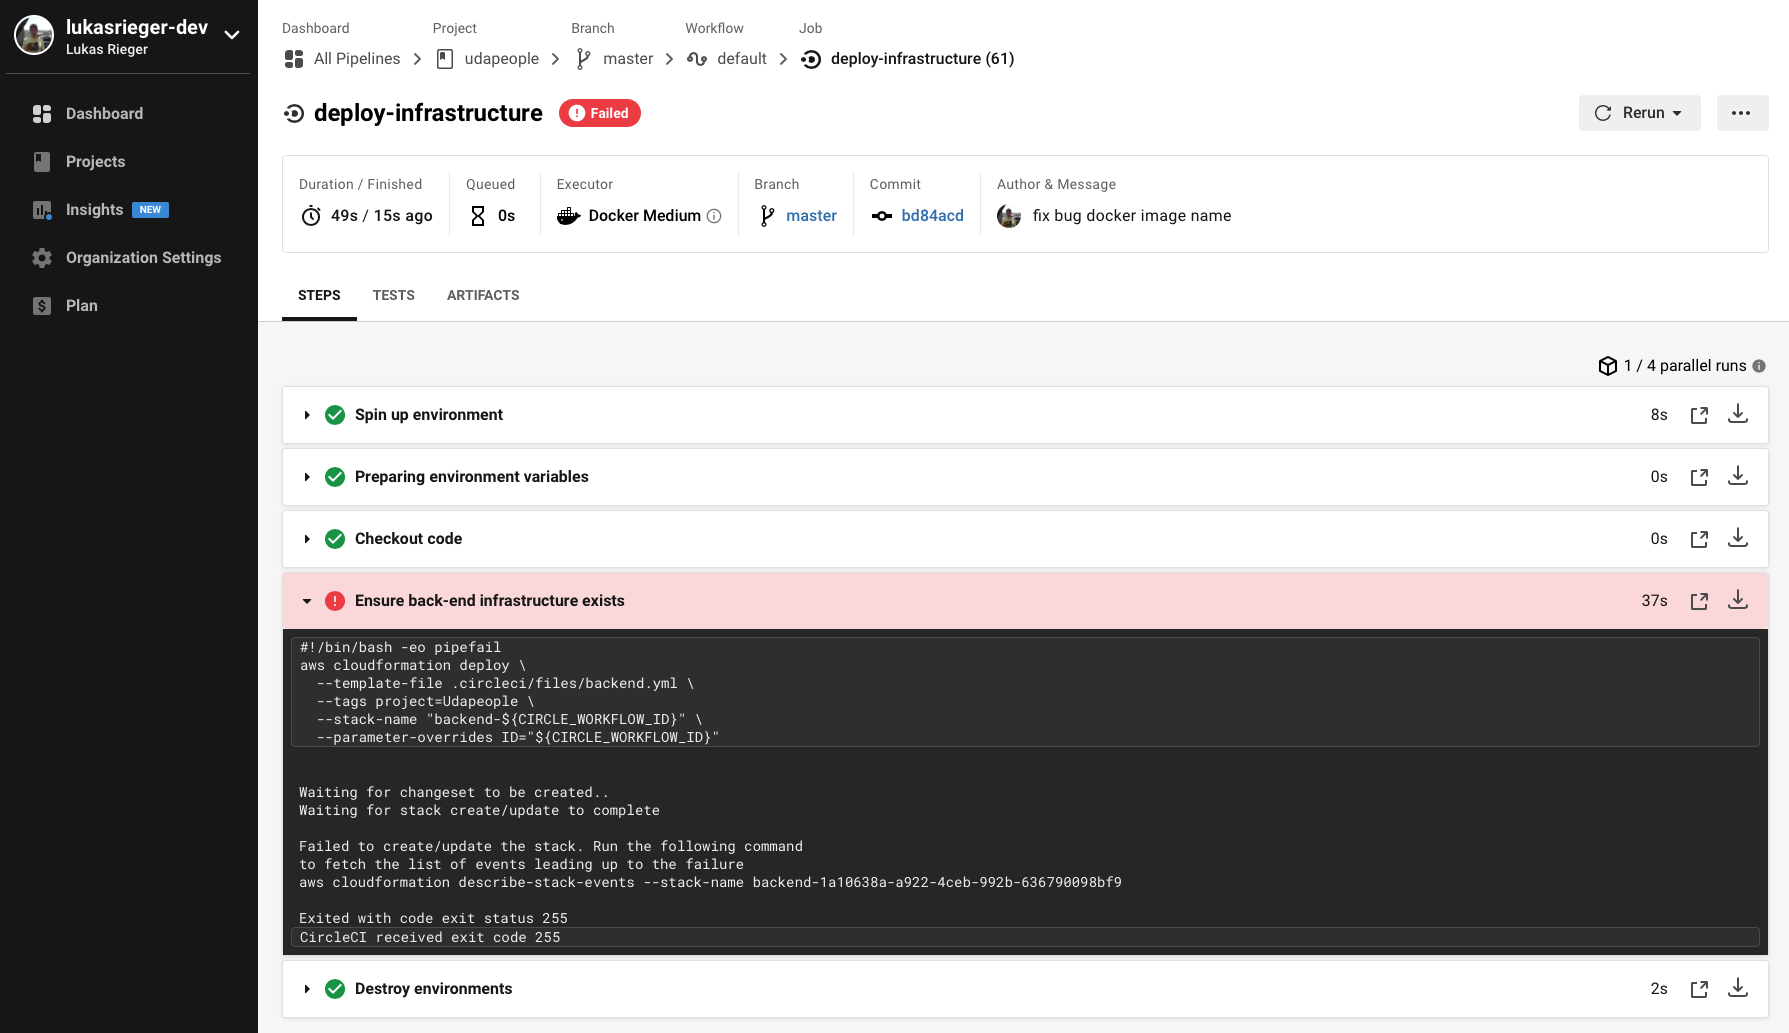 lukasrieger-dev
Lukas Rieger
Dashboard
Projects
Insights NEW
Organization Settings
Plan
Dashboard Project Branch Workflow Job
All Pipelines udapeople master default deploy-infrastructure (61)
deploy-infrastructure Failed
Rerun
Duration / Finished Queued Executor Branch Commit Author & Message
49s / 15s ago 0s Docker Medium master bd84acd fix bug docker image name
STEPS TESTS ARTIFACTS
1 / 4 parallel runs
Spin up environment 8s
Preparing environment variables 0s
Checkout code 0s
Ensure back-end infrastructure exists 37s
#!/bin/bash -eo pipefail
aws cloudformation deploy \
--template-file .circleci/files/backend.yml \
--tags project=Udapeople \
--stack-name "backend-${CIRCLE_WORKFLOW_ID}" \
--parameter-overrides ID="${CIRCLE_WORKFLOW_ID}"
Waiting for changeset to be created..
Waiting for stack create/update to complete
Failed to create/update the stack. Run the following command
to fetch the list of events leading up to the failure
aws cloudformation describe-stack-events --stack-name backend-1a10638a-a922-4ceb-992b-636790098bf9
Exited with code exit status 255
CircleCI received exit code 255
Destroy environments 2s